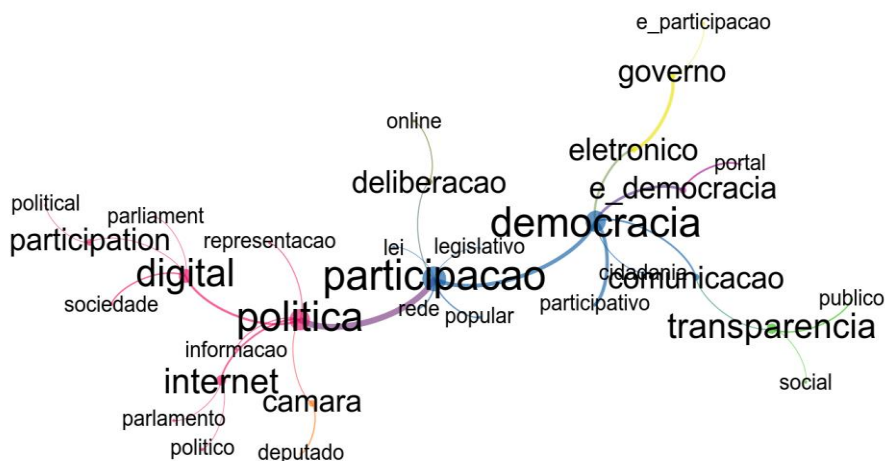 e_participacao
governo
online
eletronico
portal
deliberacao
e_democracia
political
parliament
democracia
participation
representacao
lei
legislativo
digital
participacao
cidadania
comunicacao
sociedade
rede
participativo
publico
politica
popular
transparencia
informacao
internet
social
camara
parlamento
politico
deputado